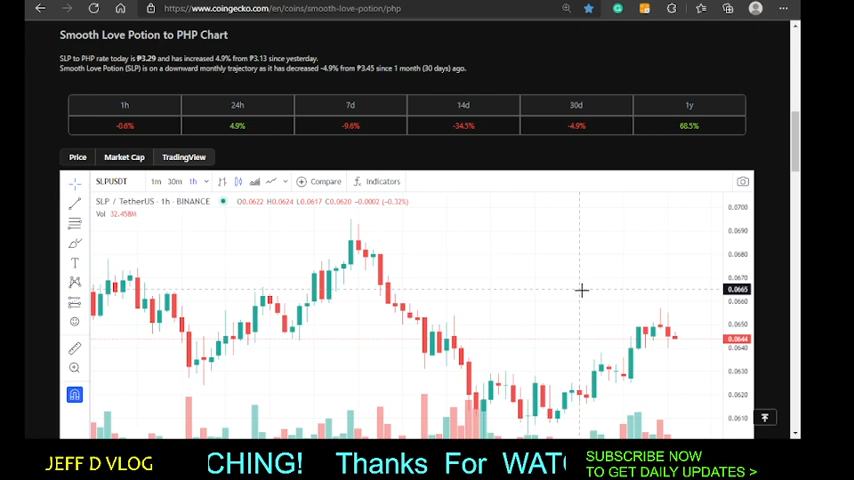 https://www.coingecko.com/en/coins/smooth-love-potion/php
Smooth Love Potion to PHP Chart
SLP to PHP rate today is ₱3.29 and has increased 4.9% from ₱3.13 since yesterday.
Smooth Love Potion (SLP) is on a downward monthly trajectory as it has decreased -4.9% from ₱3.45 since 1 month (30 days) ago.
1h 24h 7d 14d 30d 1y
-0.6% 4.9% -9.6% -34.5% -4.9% 68.5%
Price Market Cap TradingView
SLPUSDT 1m 30m 1h Compare Indicators
SLP / TetherUS · 1h · BINANCE O0.0622 H0.0624 L0.0617 C0.0620 -0.0002 (-0.32%)
Vol 32.458M
0.0700
0.0690
0.0680
0.0670
0.0665
0.0660
0.0650
0.0644
0.0640
0.0630
0.0620
0.0610
JEFF D VLOG
CHING! Thanks For WATC
SUBSCRIBE NOW
TO GET DAILY UPDATES >